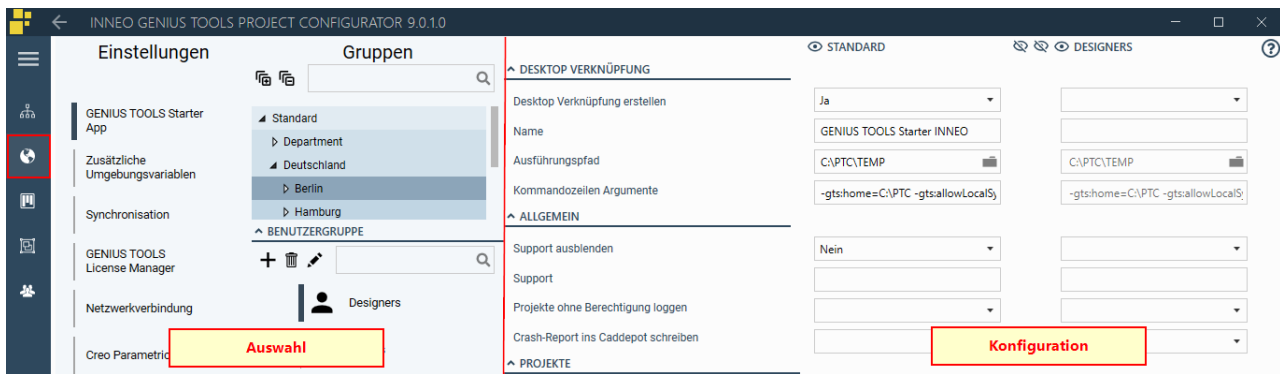 INNEO GENIUS TOOLS PROJECT CONFIGURATOR 9.0.1.0
Einstellungen
GENIUS TOOLS Starter
App
Zusätzliche
Umgebungsvariablen
Synchronisation
GENIUS TOOLS
License Manager
Netzwerkverbindung
Creo Parametric
Gruppen
Standard
Department
Deutschland
Berlin
Hamburg
BENUTZERGRUPPE
Designers
Auswahl
STANDARD
DESIGNERS
DESKTOP VERKNÜPFUNG
Desktop Verknüpfung erstellen
Ja
Name
GENIUS TOOLS Starter INNEO
Ausführungspfad
C:\PTC\TEMP
C:\PTC\TEMP
Kommandozeilen Argumente
-gts:home=C:\PTC -gts:allowLocalSy
-gts:home=C:\PTC -gts:allowLocalSy
ALLGEMEIN
Support ausblenden
Nein
Support
Projekte ohne Berechtigung loggen
Crash-Report ins Caddepot schreiben
Konfiguration
PROJEKTE